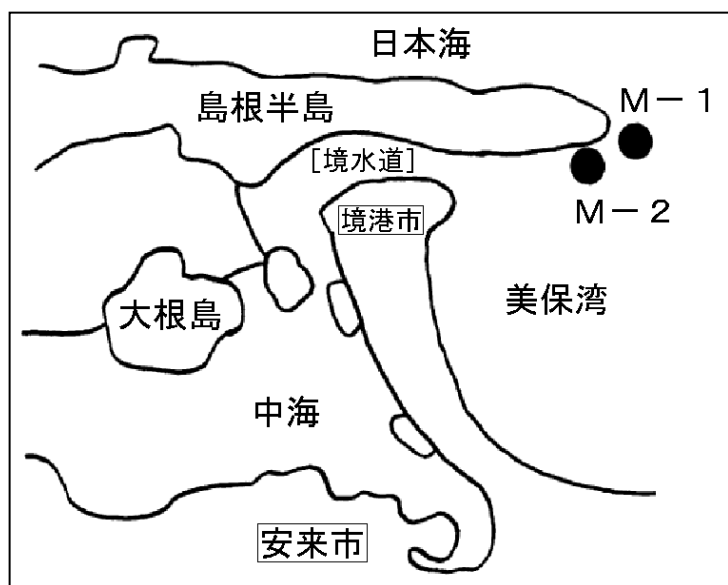 日本海
島根半島
M-1
[境水道]
M-2
境港市
美保湾
大根島
中海
安来市